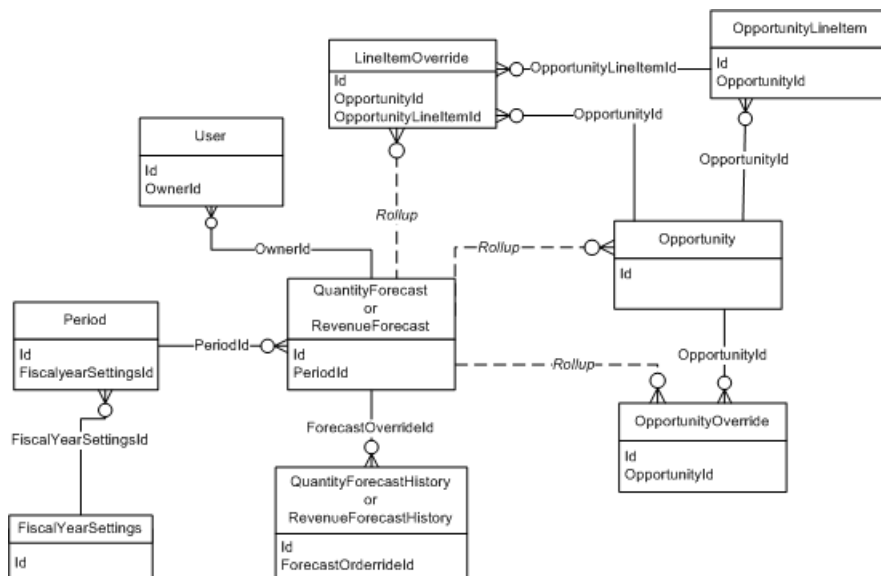 OpportunityLineItem
Id
OpportunityId
LineItemOverride
Id
OpportunityId
OpportunityLineItemId
OpportunityLineItemId
OpportunityId
OpportunityId
User
Id
OwnerId
Rollup
OwnerId
Rollup
Opportunity
Id
QuantityForecast
or
RevenueForecast
Id
PeriodId
Period
Id
FiscalyearSettingsId
PeriodId
OpportunityId
Rollup
OpportunityOverride
Id
OpportunityId
ForecastOverrideId
FiscalYearSettingsId
QuantityForecastHistory
or
RevenueForecastHistory
Id
ForecastOrderrideId
FiscalYearSettings
Id